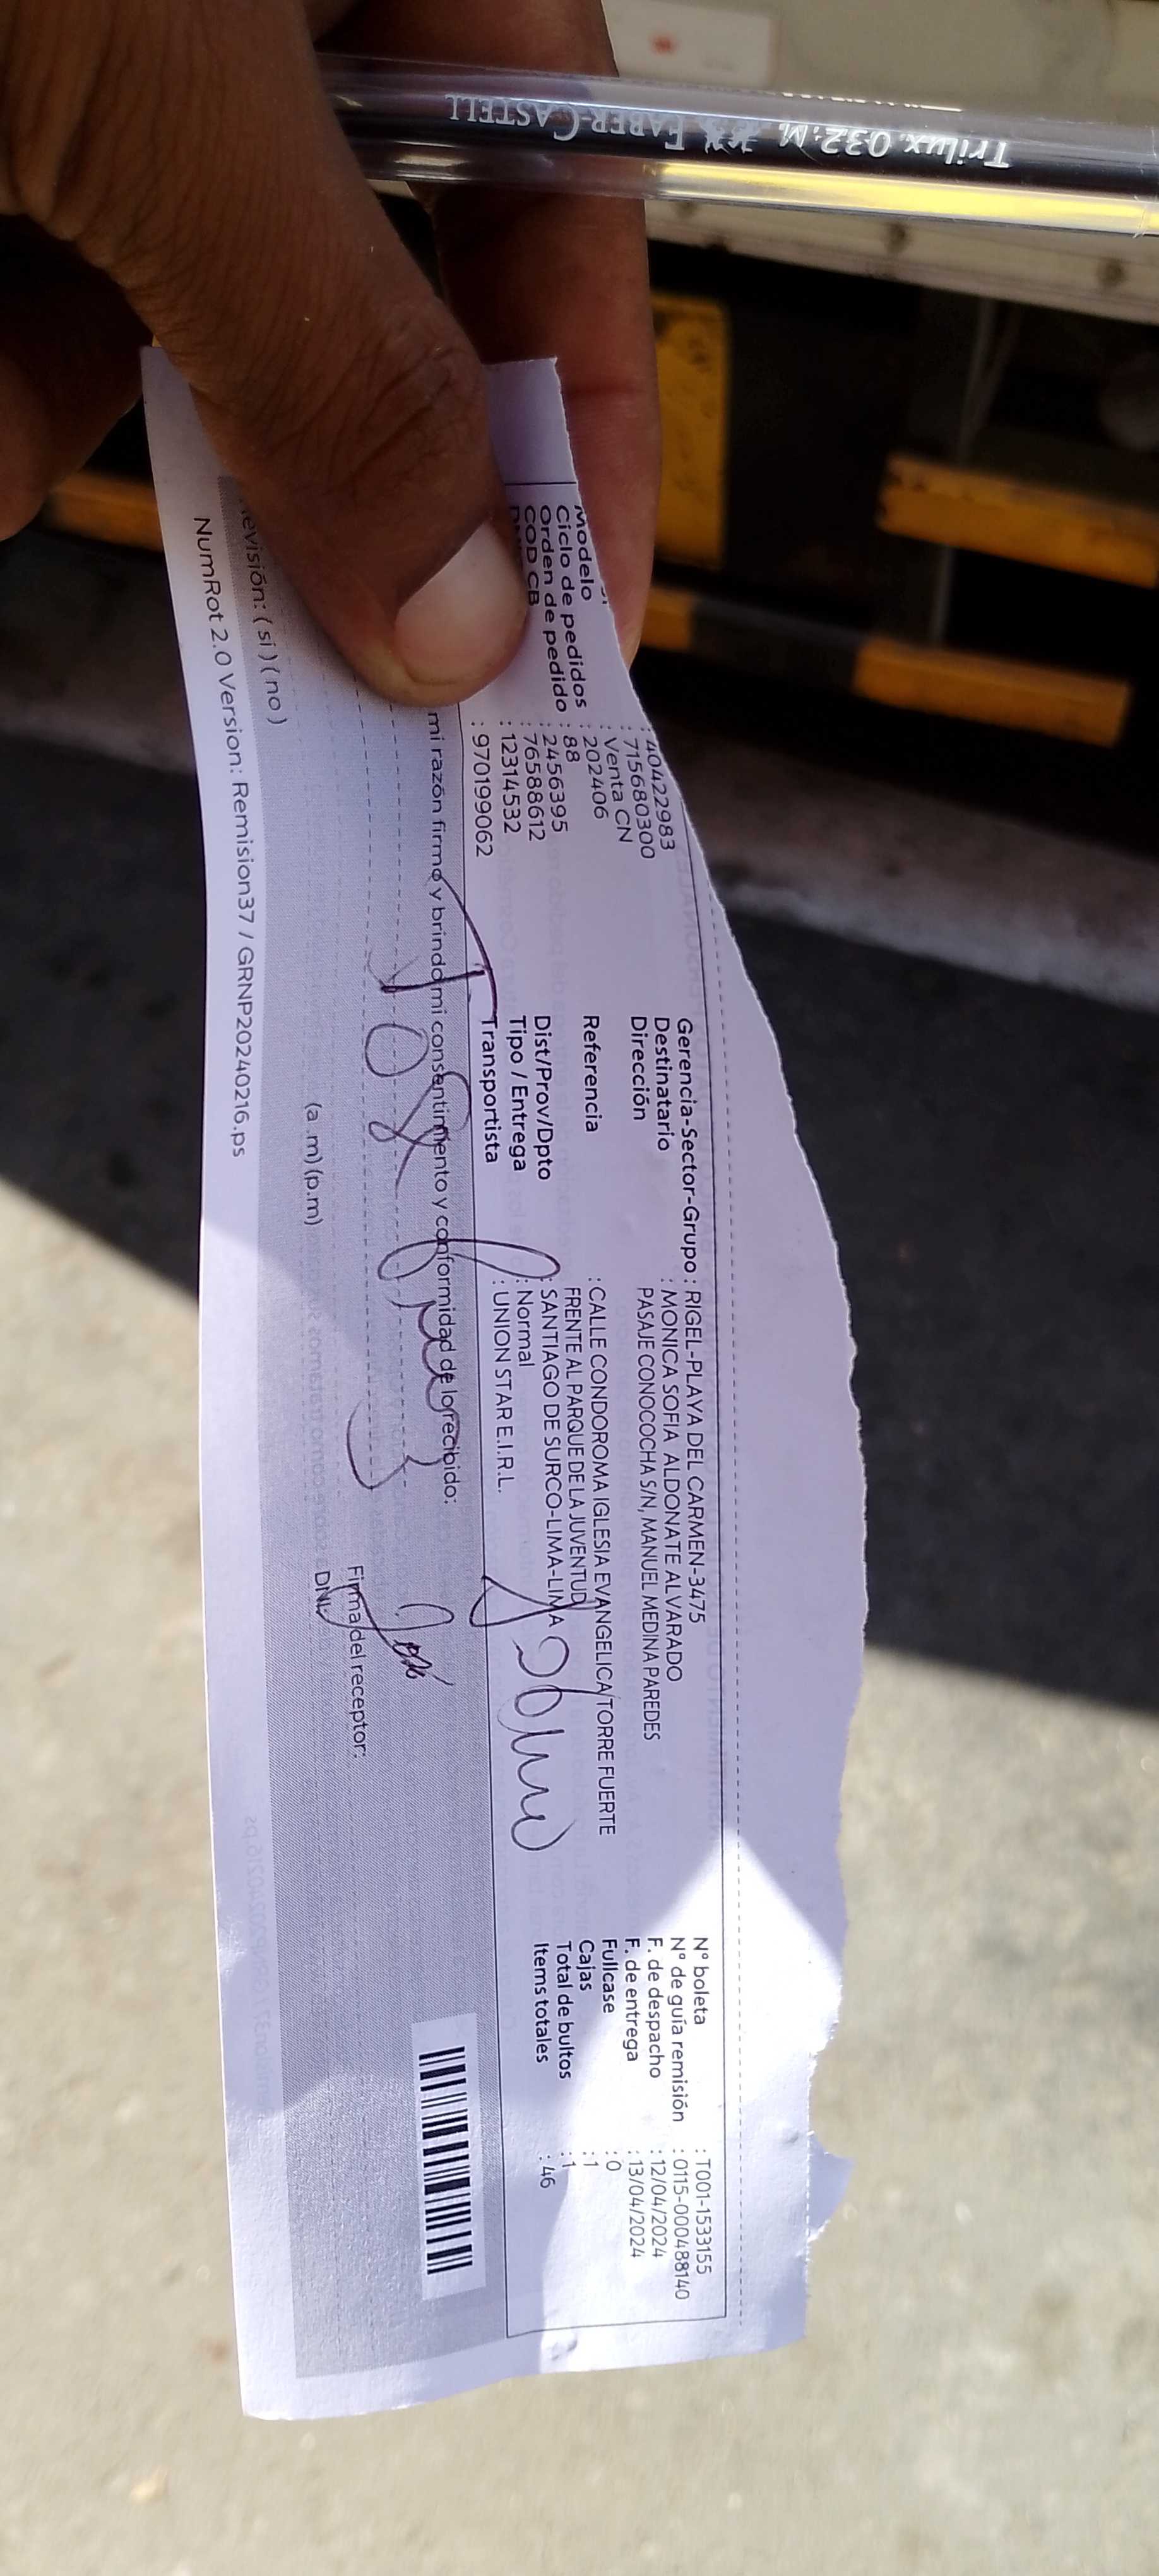 Trilux 032.M FABER-CASTELL
: 40422983
: 715680300
Modelo : Venta CN
Ciclo de pedidos : 202406
Orden de pedido : 88
COD CB : 2456395
: 76588612
: 12314532
: 970199062
Gerencia-Sector-Grupo : RIGEL-PLAYA DEL CARMEN-3475
Destinatario : MONICA SOFIA ALDONATE ALVARADO
Dirección PASAJE CONOCOCHA S/N, MANUEL MEDINA PAREDES
Referencia : CALLE CONDOROMA IGLESIA EVANGELICA TORRE FUERTE
FRENTE AL PARQUE DE LA JUVENTUD
Dist/Prov/Dpto : SANTIAGO DE SURCO-LIMA-LIMA
Tipo / Entrega : Normal
Transportista : UNION STAR E.I.R.L.
N° boleta : T001-1533155
N° de guía remisión : 0115-000488140
F. de despacho : 12/04/2024
F. de entrega : 13/04/2024
Fullcase : 0
Cajas : 1
Total de bultos : 1
Items totales : 46
mi razón firmo y brindo mi consentimiento y conformidad de lo recibido:
Firma del receptor:
DNI:
revisión: ( si ) ( no )
(a .m) (p.m)
NumRot 2.0 Version: Remision37 / GRNP20240216.ps